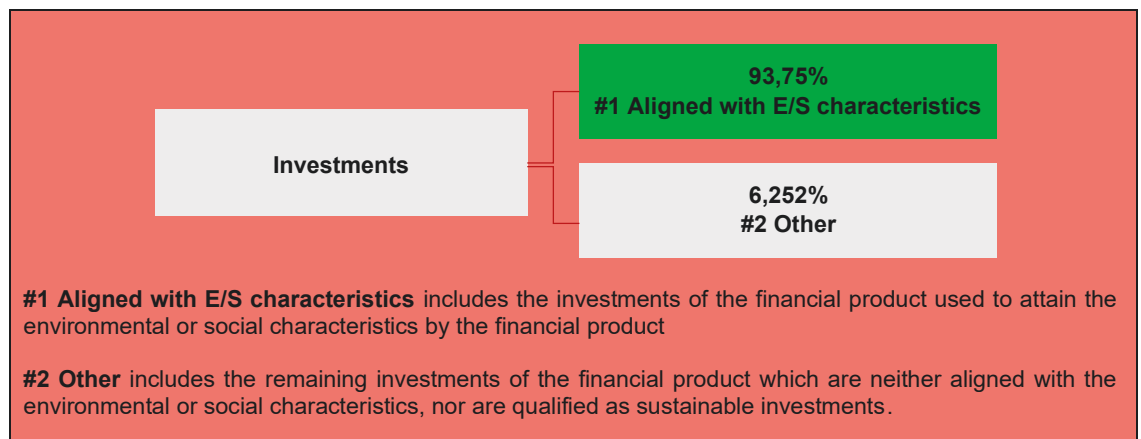 93,75%
#1 Aligned with E/S characteristics
Investments
6,252%
#2 Other
#1 Aligned with E/S characteristics includes the investments of the financial product used to attain the
environmental or social characteristics by the financial product
#2 Other includes the remaining investments of the financial product which are neither aligned with the
environmental or social characteristics, nor are qualified as sustainable investments.